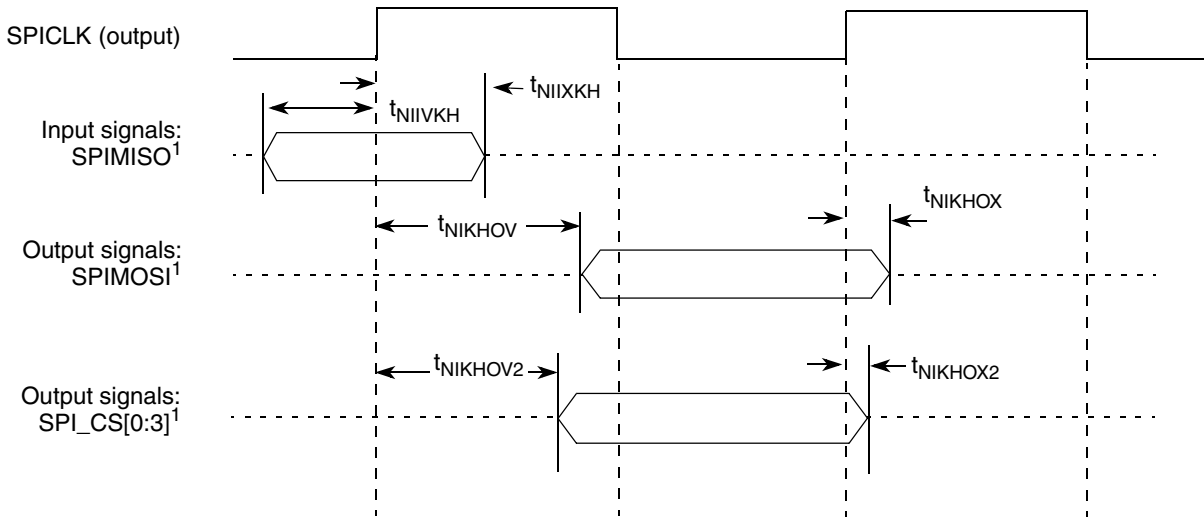 SPICLK (output)
tNIIXKH
tNIIVKH
Input signals:
SPIMISO1
tNIKHOX
tNIKHOV
Output signals:
SPIMOSI1
tNIKHOV2
tNIKHOX2
Output signals:
SPI_CS[0:3]1